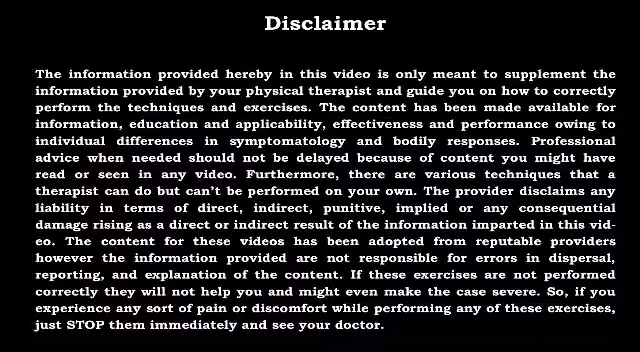 Disclaimer
The information provided hereby in this video is only meant to supplement the
information provided by your physical therapist and guide you on how to correctly
perform the techniques and exercises. The content has been made available for
information, education and applicability, effectiveness and performance owing to
individual differences in symptomatology and bodily responses. Professional
advice when needed should not be delayed because of content you might have
read or seen in any video. Furthermore, there are various techniques that a
therapist can do but can't be performed on your own. The provider disclaims any
liability in terms of direct, indirect, punitive, implied or any consequential
damage rising as a direct or indirect result of the information imparted in this vid-
eo. The content for these videos has been adopted from reputable providers
however the information provided are not responsible for errors in dispersal,
reporting, and explanation of the content. If these exercises are not performed
correctly they will not help you and might even make the case severe. So, if you
experience any sort of pain or discomfort while performing any of these exercises,
just STOP them immediately and see your doctor.